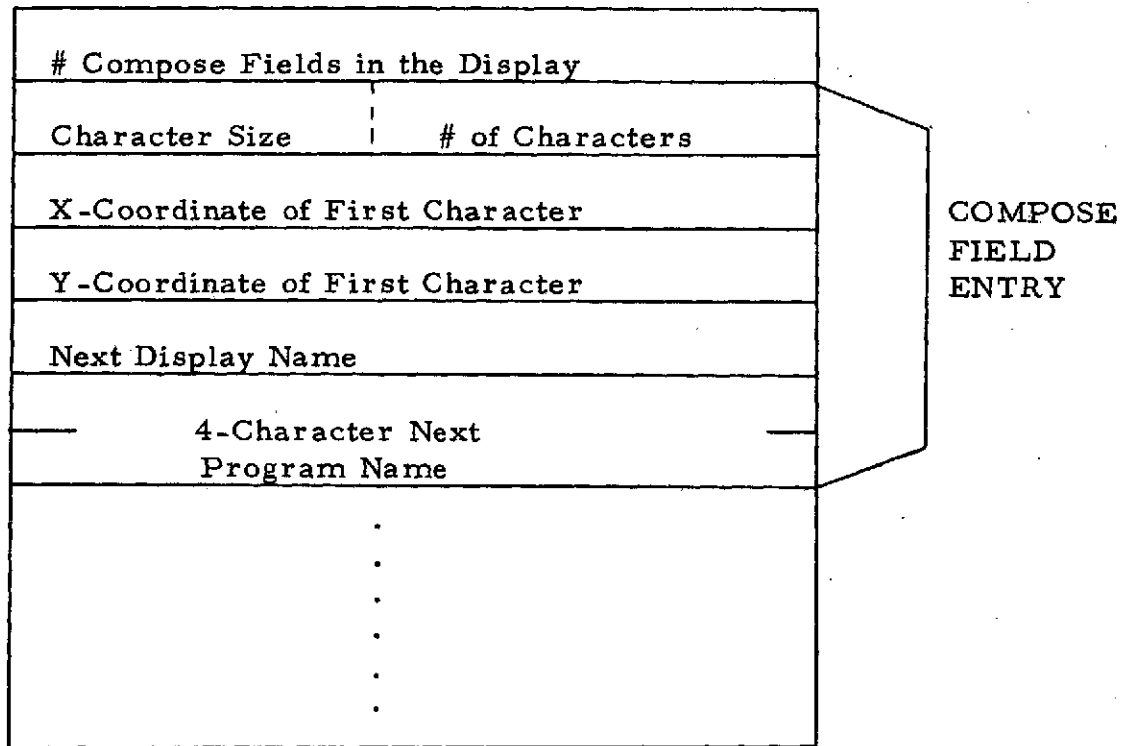 # Compose Fields in the Display
Character Size # of Characters
X-Coordinate of First Character
Y-Coordinate of First Character
Next Display Name
4-Character Next
Program Name
COMPOSE
FIELD
ENTRY